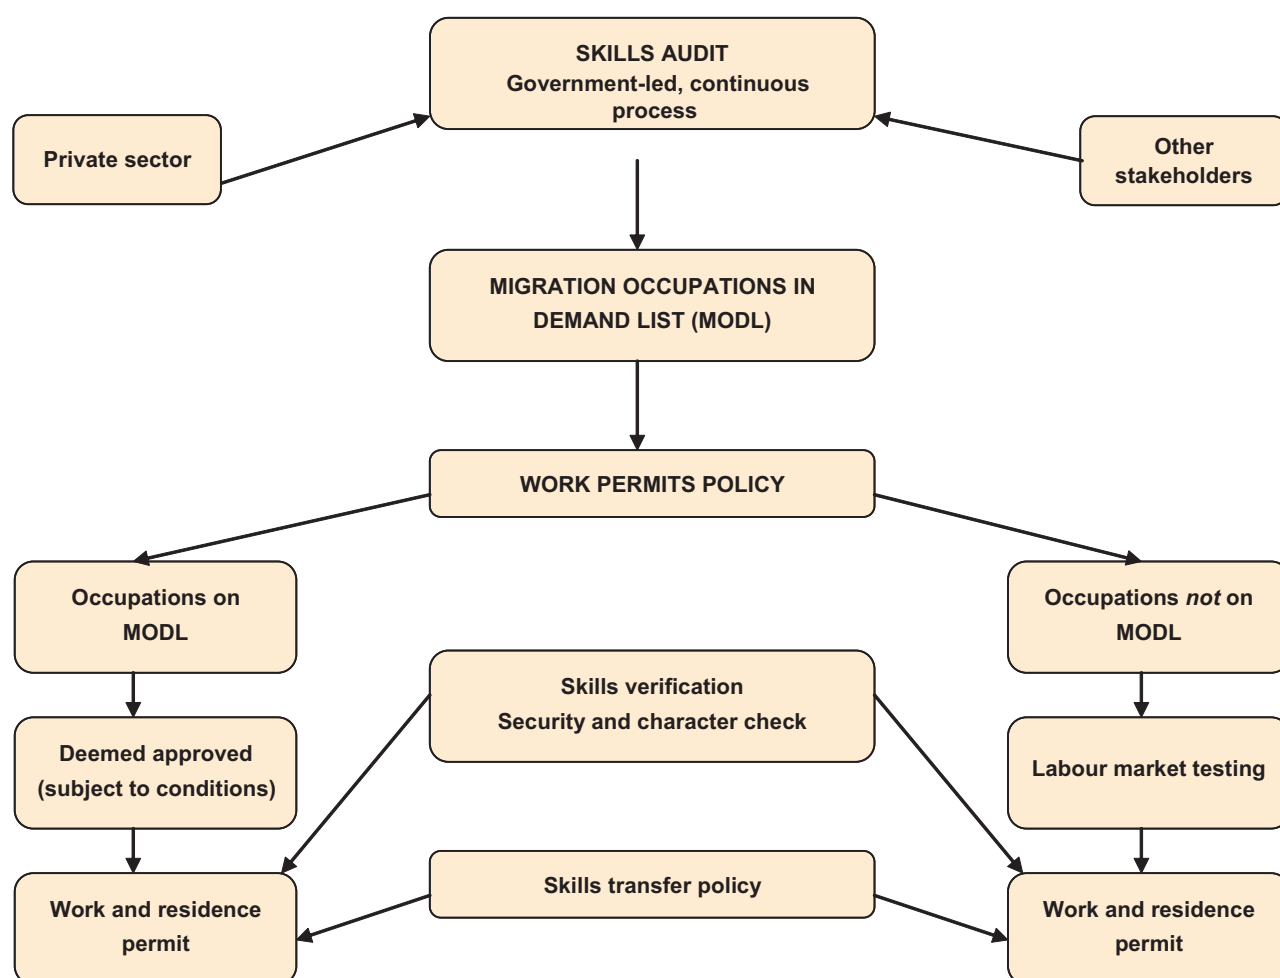 SKILLS AUDIT
Government-led, continuous
process
Private sector
Other
stakeholders
MIGRATION OCCUPATIONS IN
DEMAND LIST (MODL)
WORK PERMITS POLICY
Occupations on
MODL
Occupations not on
MODL
Skills verification
Security and character check
Deemed approved
(subject to conditions)
Labour market testing
Skills transfer policy
Work and residence
permit
Work and residence
permit